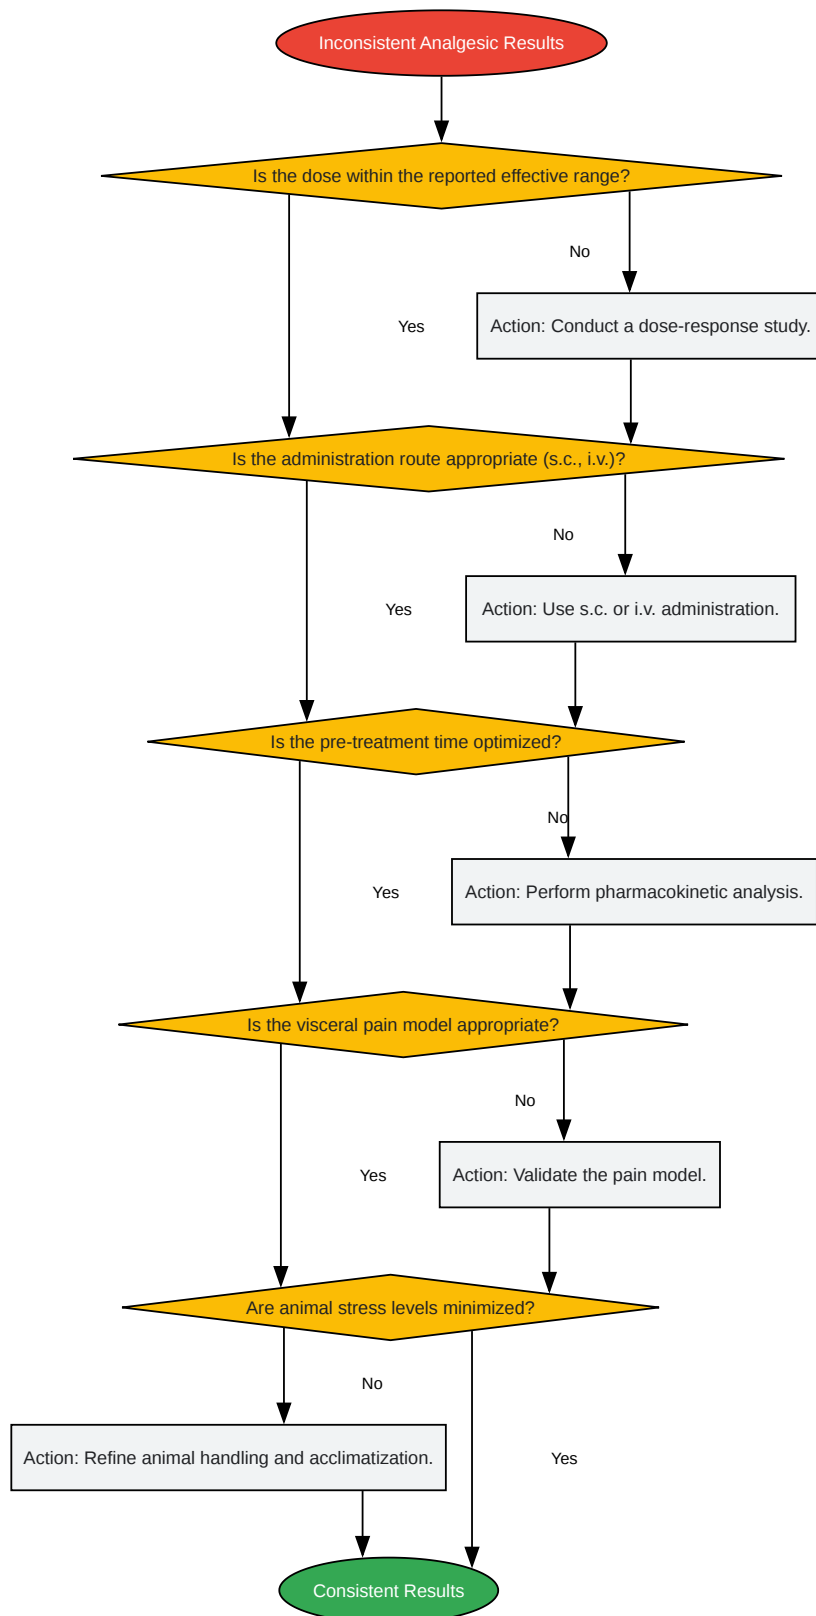 Inconsistent Analgesic Results
Is the dose within the reported effective range?
No
Yes
Action: Conduct a dose-response study.
Is the administration route appropriate (s.c., i.v.)?
No
Yes
Action: Use s.c. or i.v. administration.
Is the pre-treatment time optimized?
No
Yes
Action: Perform pharmacokinetic analysis.
Is the visceral pain model appropriate?
No
Yes
Action: Validate the pain model.
Are animal stress levels minimized?
No
Action: Refine animal handling and acclimatization.
Yes
Consistent Results